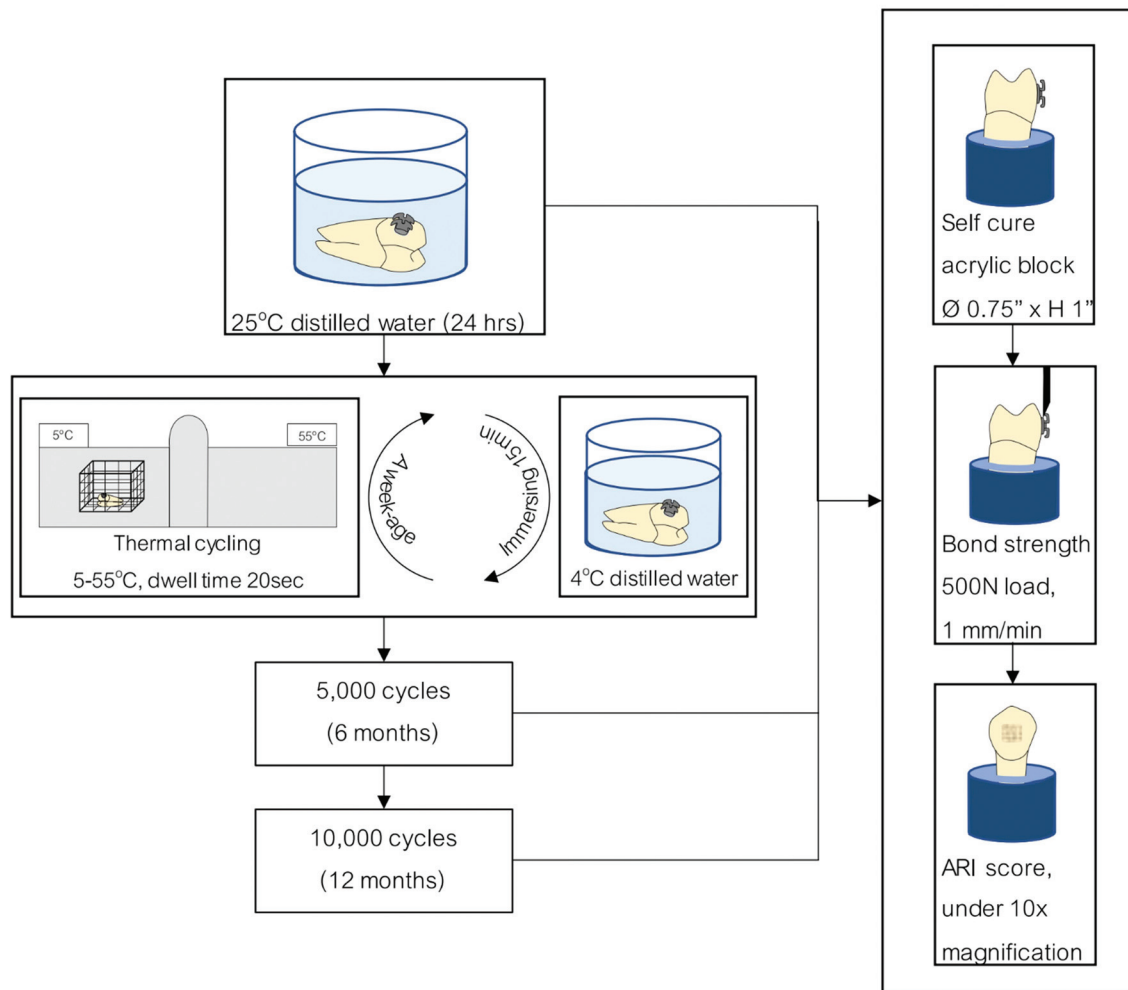 25°C distilled water (24 hrs)
5°C
55°C
Thermal cycling
5-55°C, dwell time 20sec
A week-age
Immersing 15min
4°C distilled water
5,000 cycles
(6 months)
10,000 cycles
(12 months)
Self cure
acrylic block
Ø 0.75” x H 1”
Bond strength
500N load,
1 mm/min
ARI score,
under 10x
magnification